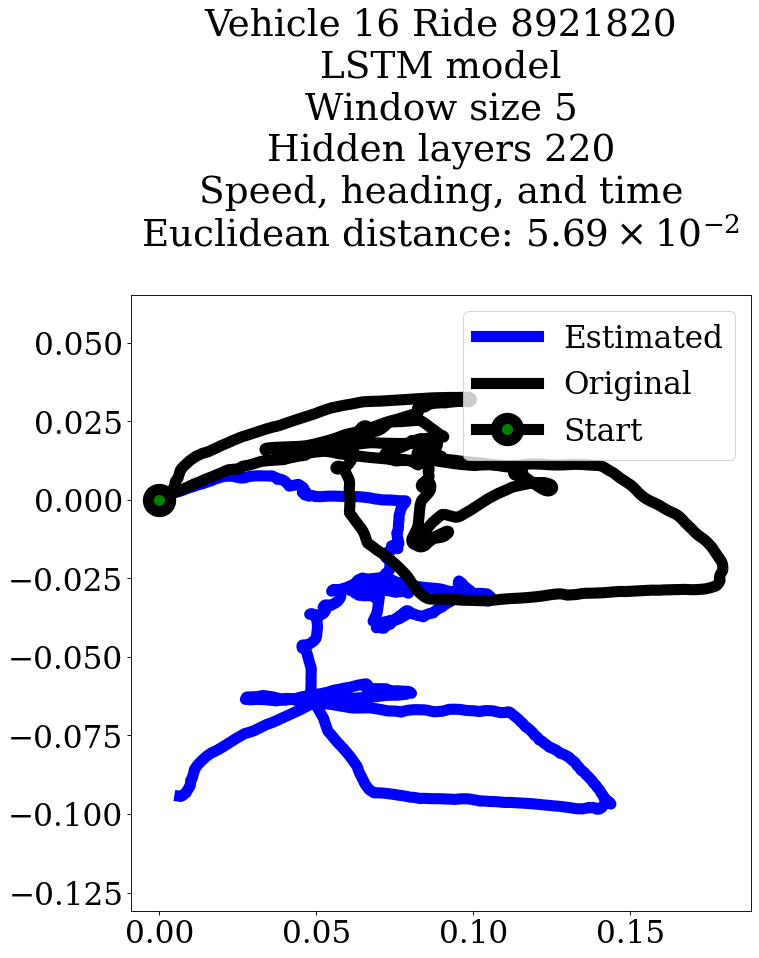 Vehicle 16 Ride 8921820
LSTM model
Window size 5
Hidden layers 220
Speed, heading, and time
Euclidean distance: 5.69 × 10⁻²
Estimated
Original
Start
0.050
0.025
0.000
−0.025
−0.050
−0.075
−0.100
−0.125
0.00 0.05 0.10 0.15